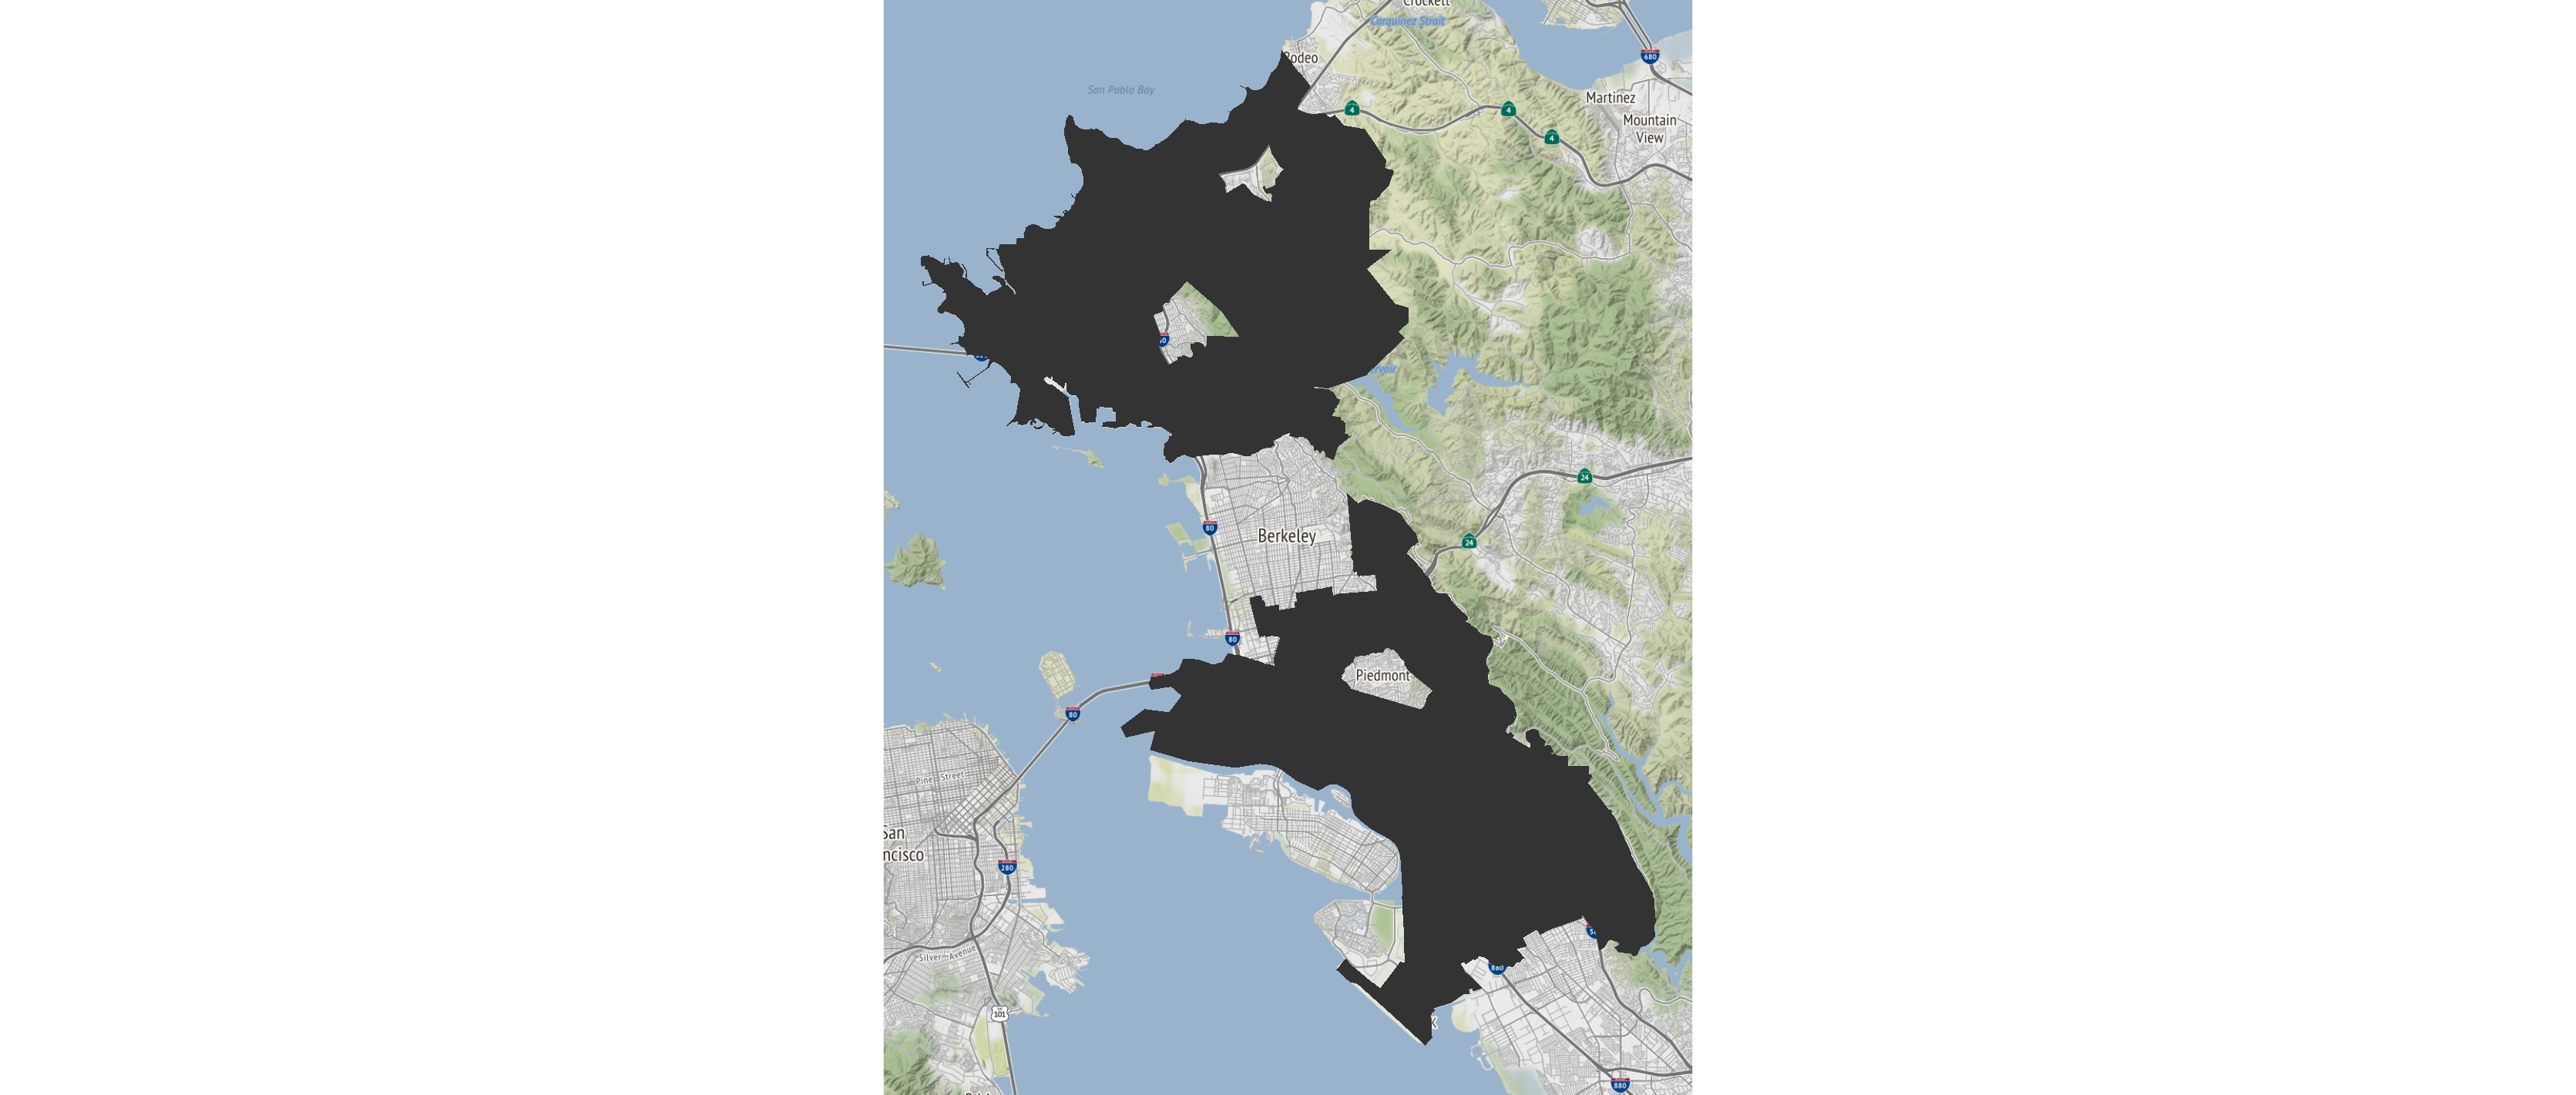 Crockett
Carquinez Strait
Rodeo
680
San Pablo Bay
Martinez
4
4
Mountain
View
4
80
ervoir
24
80
Berkeley
24
80
Piedmont
80
Pine Street
San
ncisco
280
Silver Avenue
880
101
880